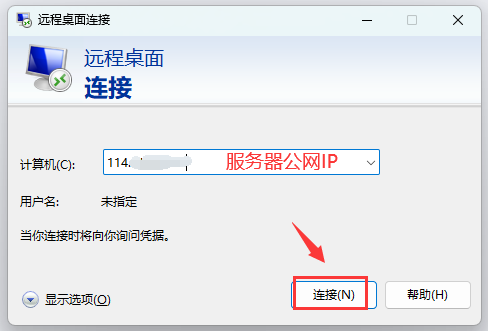 远程桌面连接
远程桌面
连接
计算机(C): 114. 服务器公网IP
用户名: 未指定
当你连接时将向你询问凭据。
显示选项(O) 连接(N) 帮助(H)